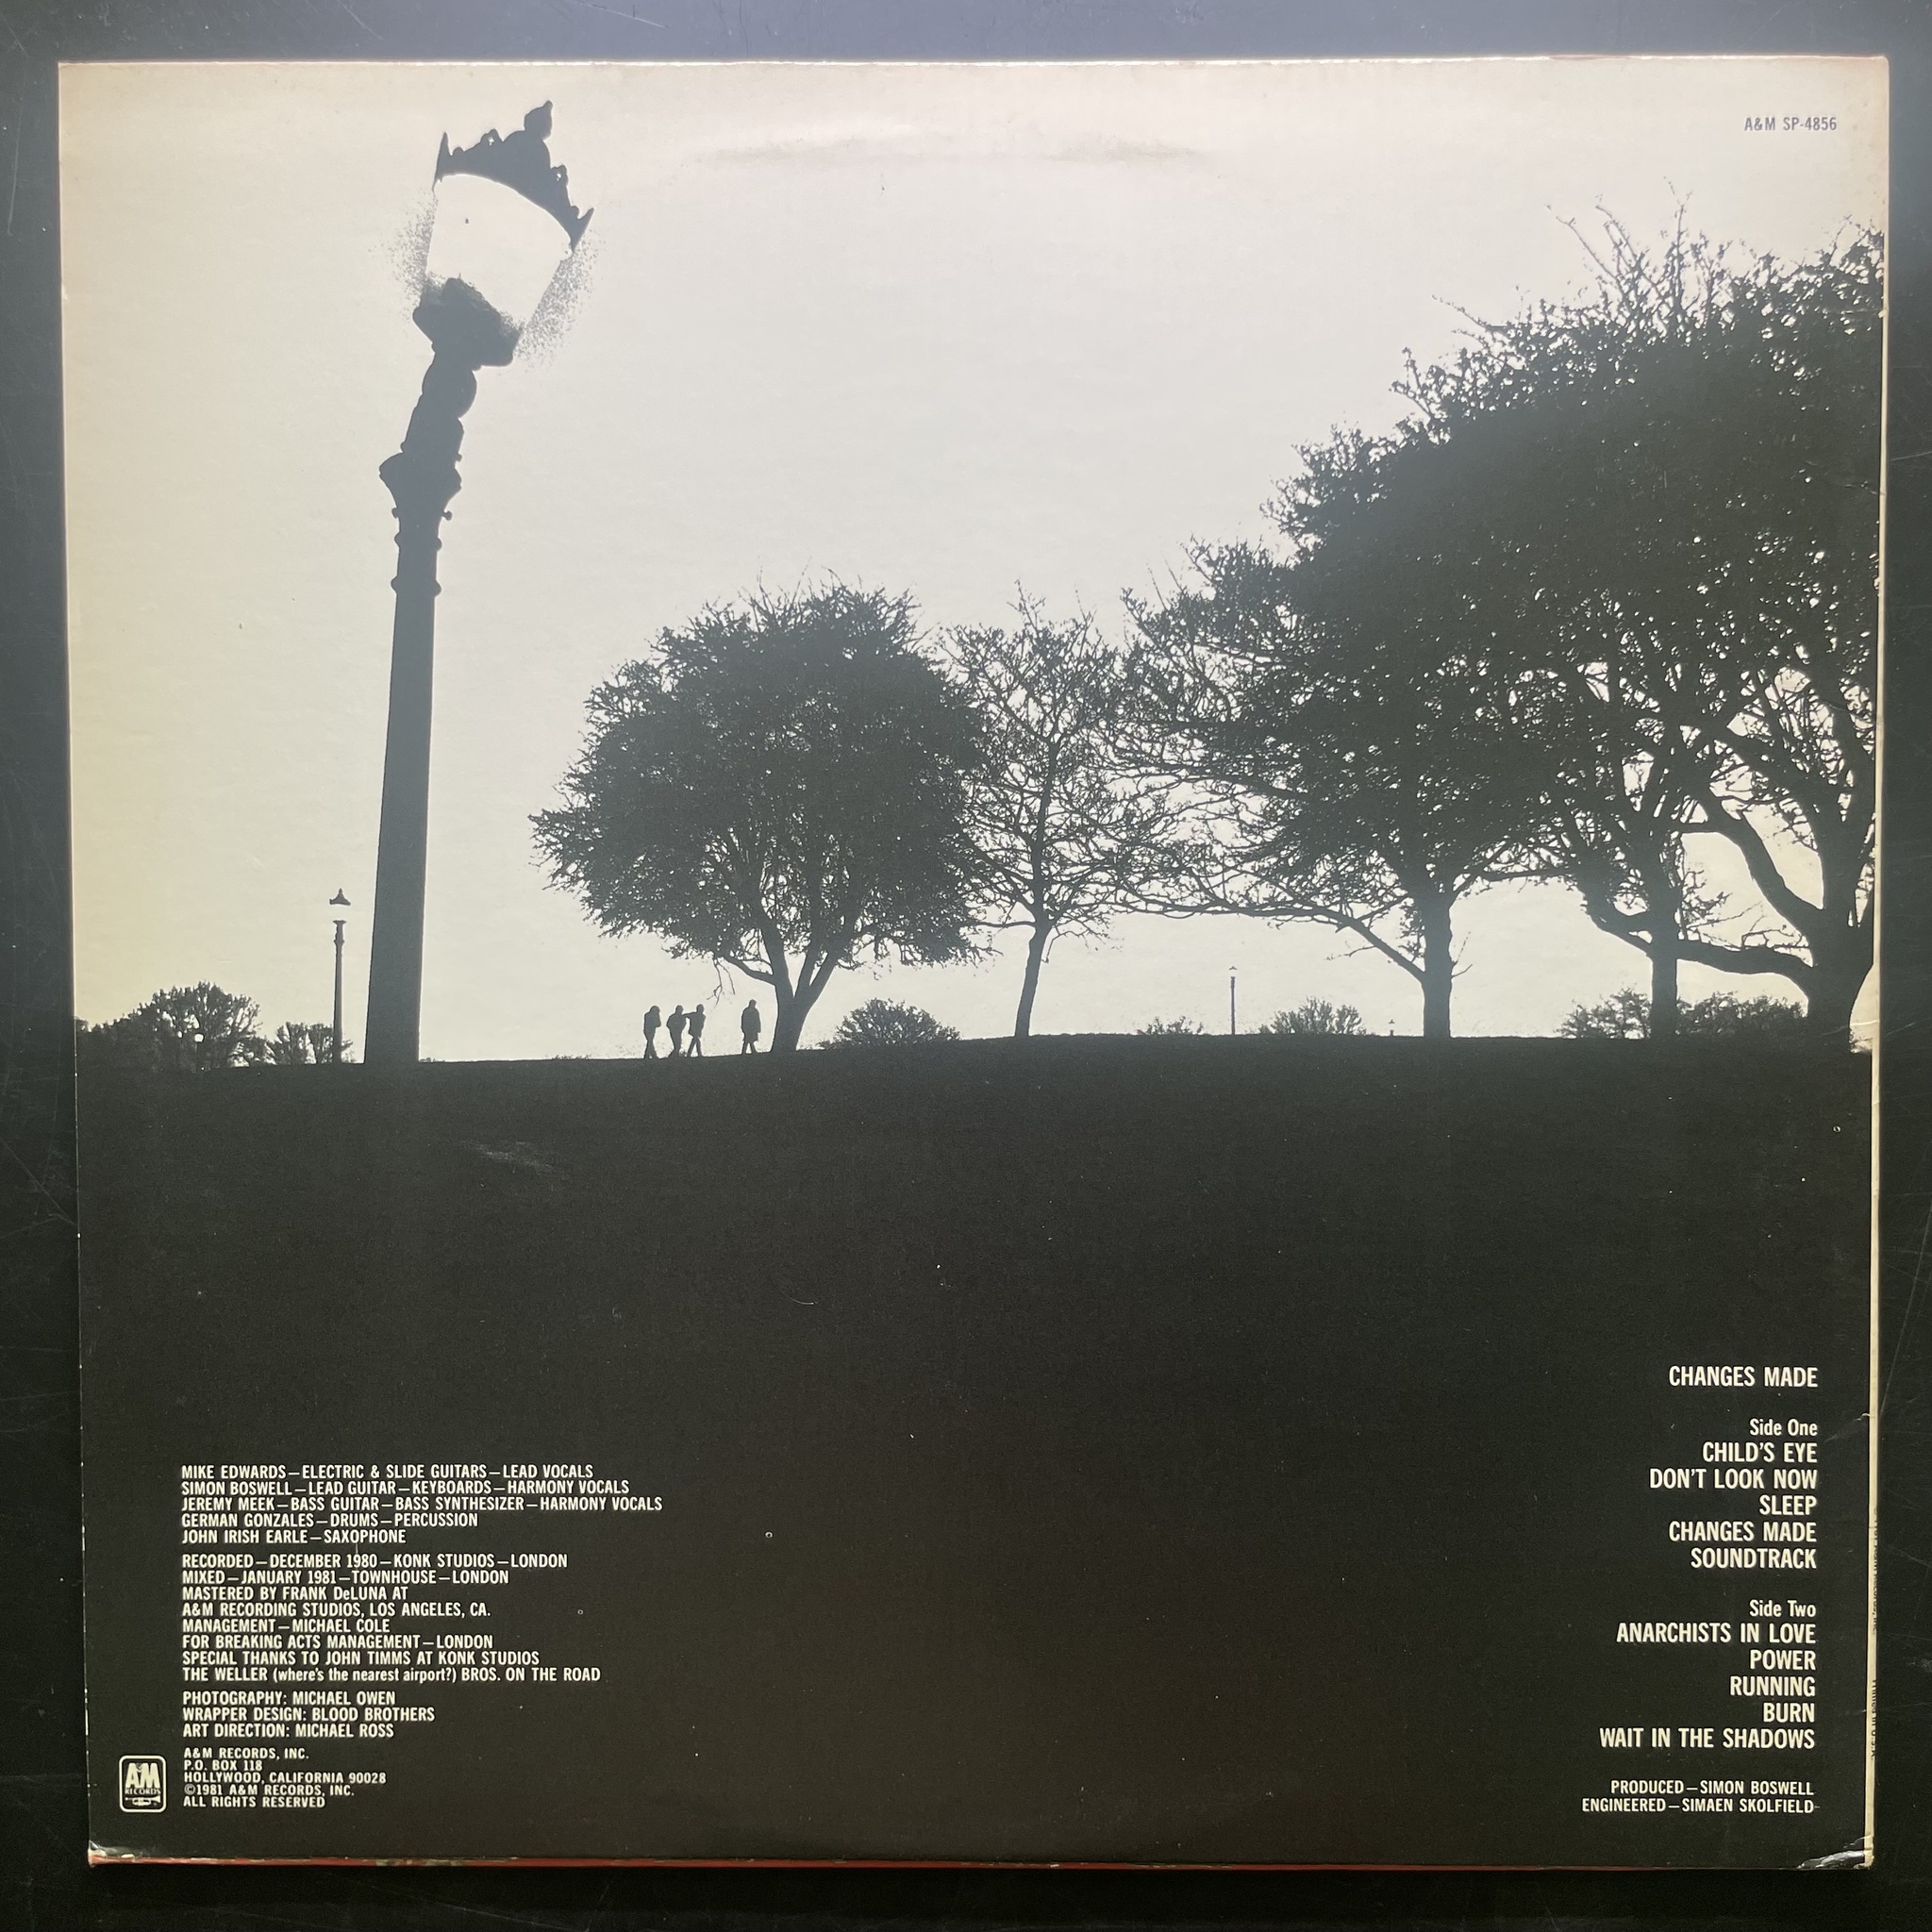 A&M SP-4856
CHANGES MADE
Side One
CHILD'S EYE
DON'T LOOK NOW
SLEEP
CHANGES MADE
SOUNDTRACK
Side Two
ANARCHISTS IN LOVE
POWER
RUNNING
BURN
WAIT IN THE SHADOWS
PRODUCED—SIMON BOSWELL
ENGINEERED—SIMAEN SKOLFIELD
MIKE EDWARDS—ELECTRIC & SLIDE GUITARS—LEAD VOCALS
SIMON BOSWELL—LEAD GUITAR—KEYBOARDS—HARMONY VOCALS
JEREMY MEEK—BASS GUITAR—BASS SYNTHESIZER—HARMONY VOCALS
GERMAN GONZALES—DRUMS—PERCUSSION
JOHN IRISH EARLE—SAXOPHONE
RECORDED—DECEMBER 1980—KONK STUDIOS—LONDON
MIXED—JANUARY 1981—TOWNHOUSE—LONDON
MASTERED BY FRANK DeLUNA AT
A&M RECORDING STUDIOS, LOS ANGELES, CA.
MANAGEMENT—MICHAEL COLE
FOR BREAKING ACTS MANAGEMENT—LONDON
SPECIAL THANKS TO JOHN TIMMS AT KONK STUDIOS
THE WELLER (where's the nearest airport?) BROS. ON THE ROAD
PHOTOGRAPHY: MICHAEL OWEN
WRAPPER DESIGN: BLOOD BROTHERS
ART DIRECTION: MICHAEL ROSS
A&M RECORDS, INC.
P.O. BOX 118
HOLLYWOOD, CALIFORNIA 90028
©1981 A&M RECORDS, INC.
ALL RIGHTS RESERVED
AM
RECORDS